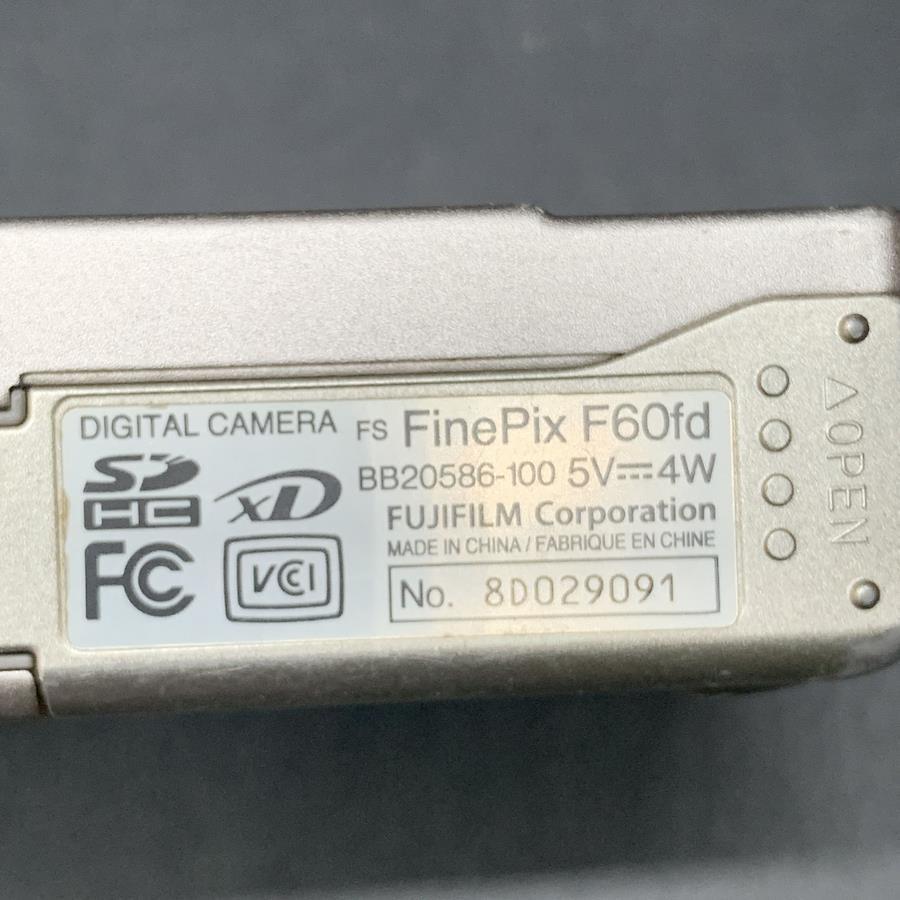 DIGITAL CAMERA FS FinePix F60fd
SD HC xD BB20586-100 5V⎓4W
FUJIFILM Corporation
MADE IN CHINA / FABRIQUE EN CHINE
FC VCCI No. 8D029091
△OPEN